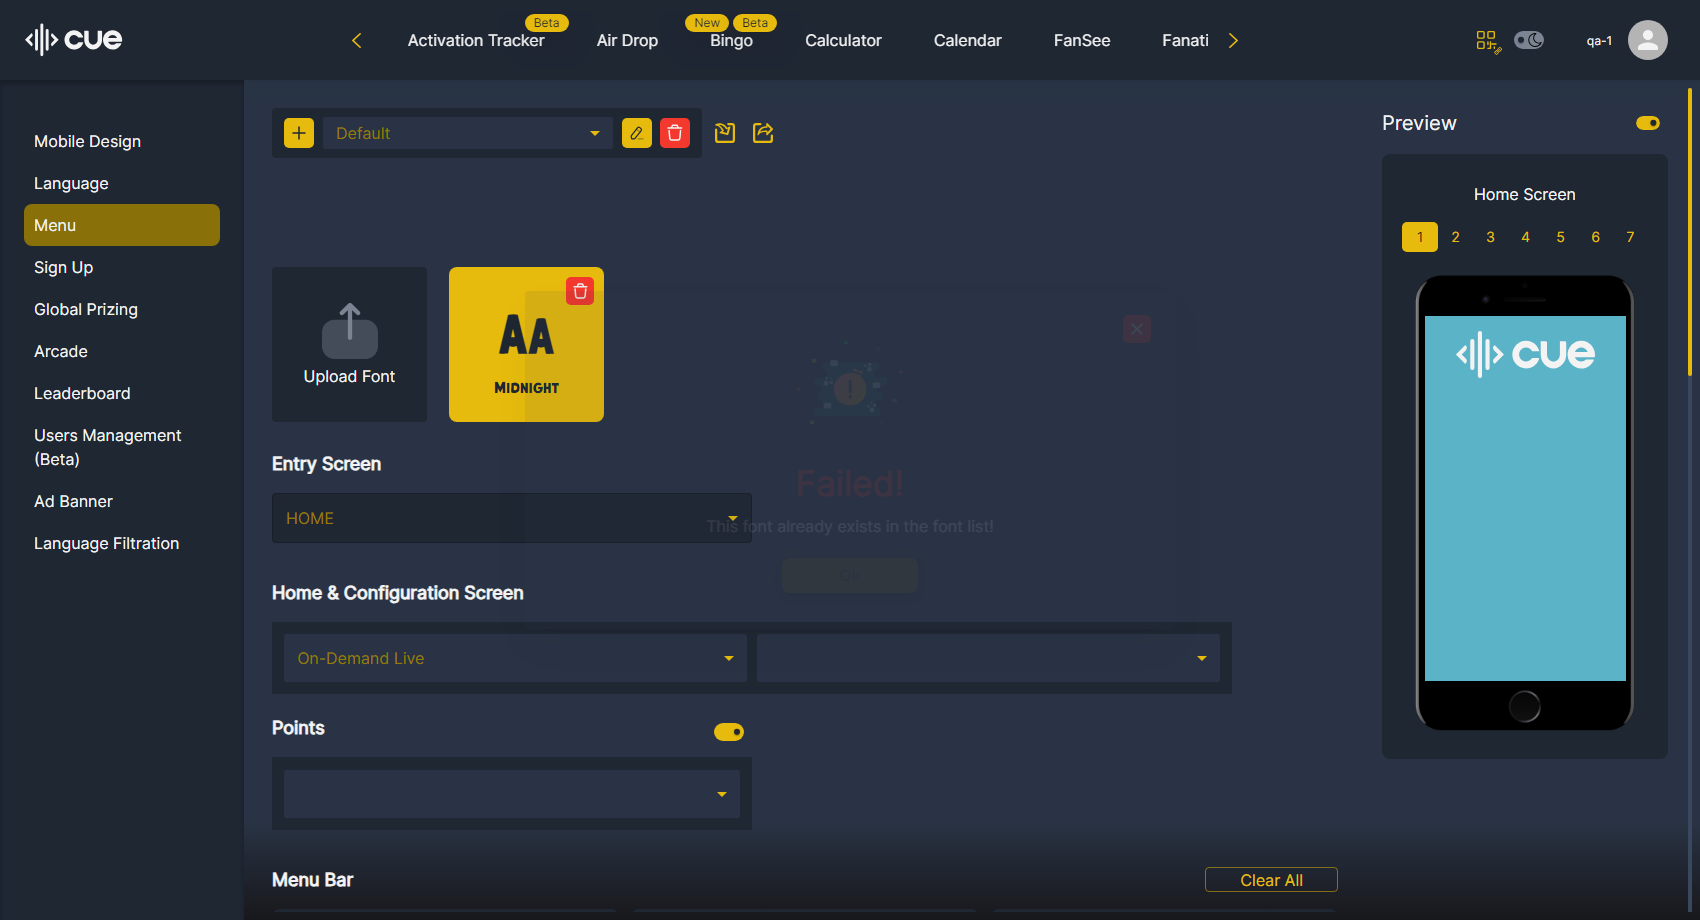 cue
Beta
New
Beta
Activation Tracker
Air Drop
Bingo
Calculator
Calendar
FanSee
Fanati
qa-1
Mobile Design
Language
Menu
Sign Up
Global Prizing
Arcade
Leaderboard
Users Management
(Beta)
Ad Banner
Language Filtration
Default
Upload Font
AA
MIDNIGHT
Failed!
This font already exists in the font list!
Ok
Entry Screen
HOME
Home & Configuration Screen
On-Demand Live
Points
Menu Bar
Clear All
Preview
Home Screen
1 2 3 4 5 6 7
cue